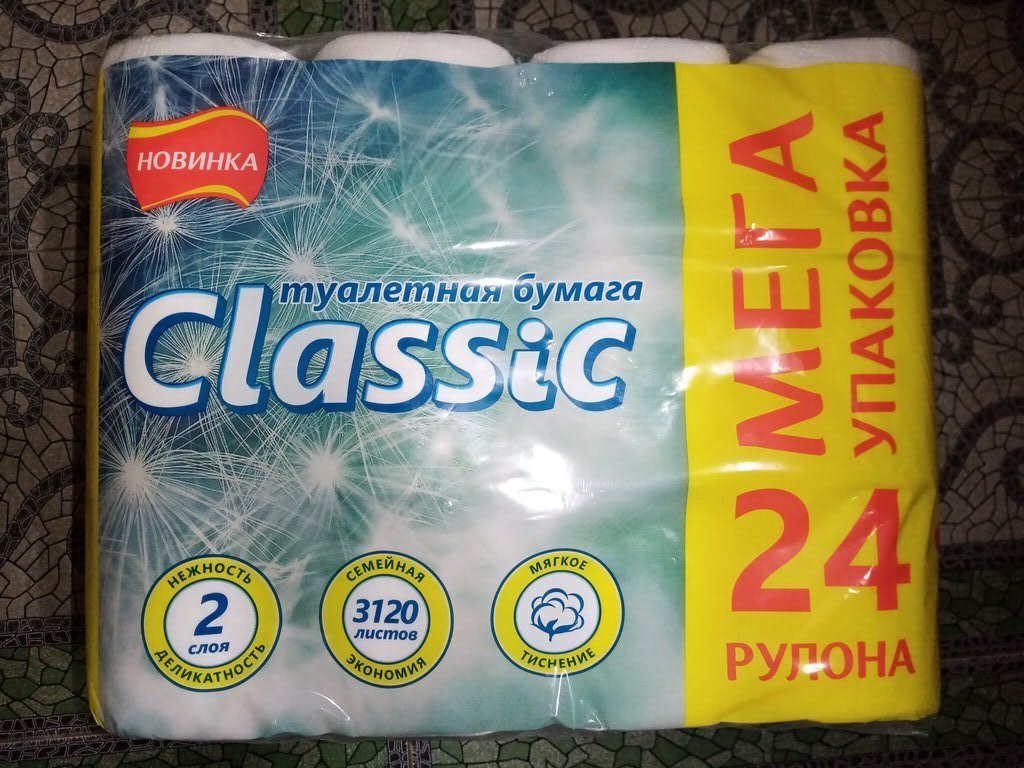 НОВИНКА
туалетная бумага
Classic
НЕЖНОСТЬ
2
слоя
ДЕЛИКАТНОСТЬ
СЕМЕЙНАЯ
3120
листов
ЭКОНОМИЯ
МЯГКОЕ
ТИСНЕНИЕ
МЕГА
УПАКОВКА
24
РУЛОНА